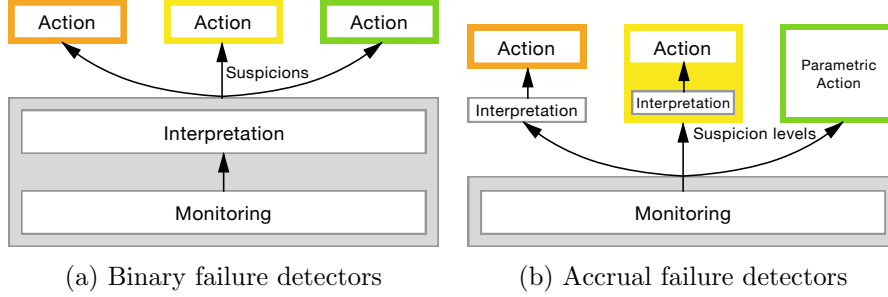 Action
Action
Action
Suspicions
Interpretation
Monitoring
(a) Binary failure detectors
Action
Action
Parametric
Action
Interpretation
Interpretation
Suspicion levels
Monitoring
(b) Accrual failure detectors